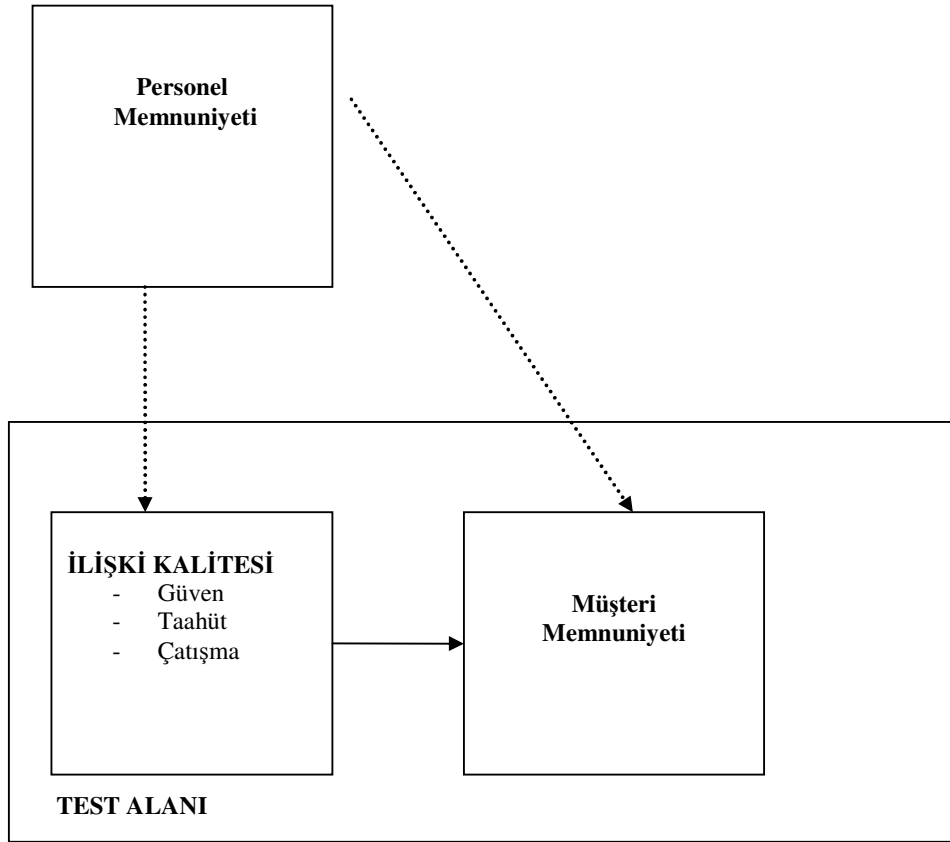 Personel
Memnuniyeti
İLİŞKİ KALİTESİ
- Güven
- Taahüt
- Çatışma
Müşteri
Memnuniyeti
TEST ALANI